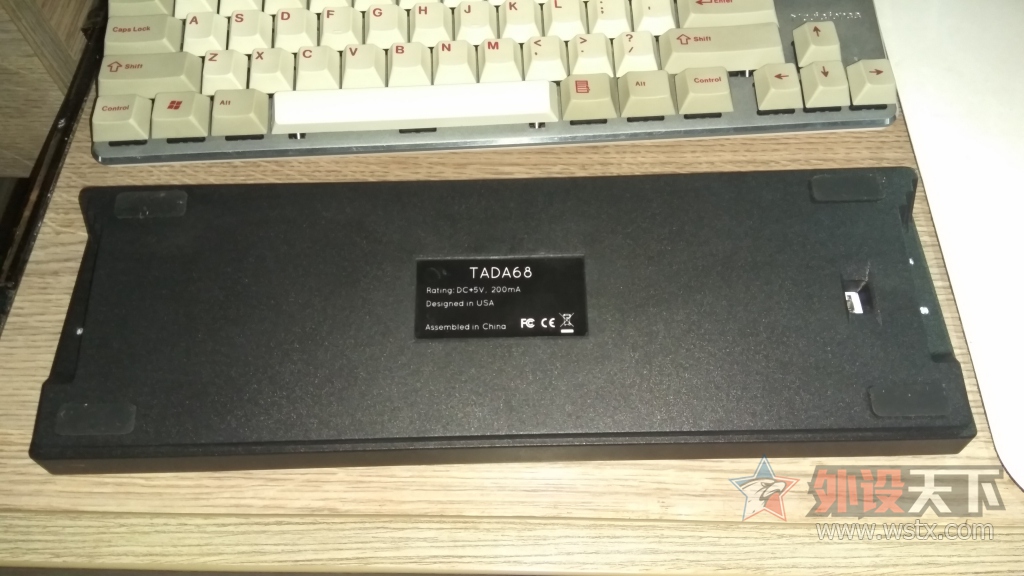 Enter
Caps Lock A S D F G H J K L : ; " '
Shift Z X C V B N M < , > . ? / Shift ↑
Control Alt Alt Control ← ↓ →
TADA68
Rating: DC+5V, 200mA
Designed in USA
Assembled in China FC CE
外设天下
www.wstx.com